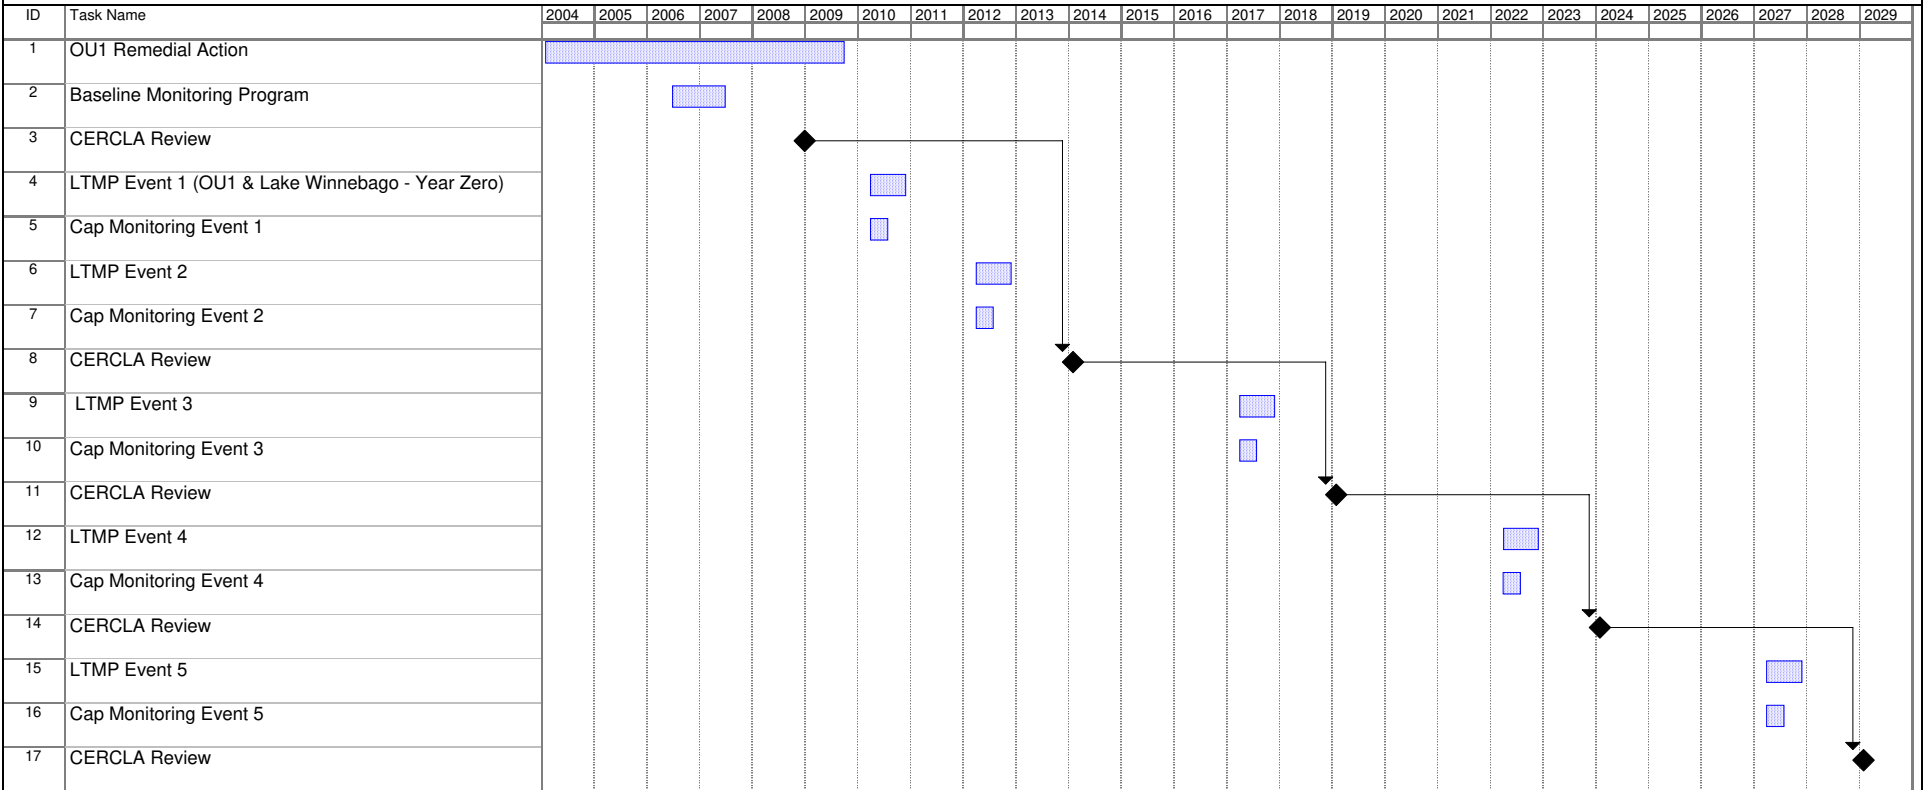 ID Task Name 2004 2005 2006 2007 2008 2009 2010 2011 2012 2013 2014 2015 2016 2017 2018 2019 2020 2021 2022 2023 2024 2025 2026 2027 2028 2029
1 OU1 Remedial Action
2 Baseline Monitoring Program
3 CERCLA Review
4 LTMP Event 1 (OU1 & Lake Winnebago - Year Zero)
5 Cap Monitoring Event 1
6 LTMP Event 2
7 Cap Monitoring Event 2
8 CERCLA Review
9 LTMP Event 3
10 Cap Monitoring Event 3
11 CERCLA Review
12 LTMP Event 4
13 Cap Monitoring Event 4
14 CERCLA Review
15 LTMP Event 5
16 Cap Monitoring Event 5
17 CERCLA Review